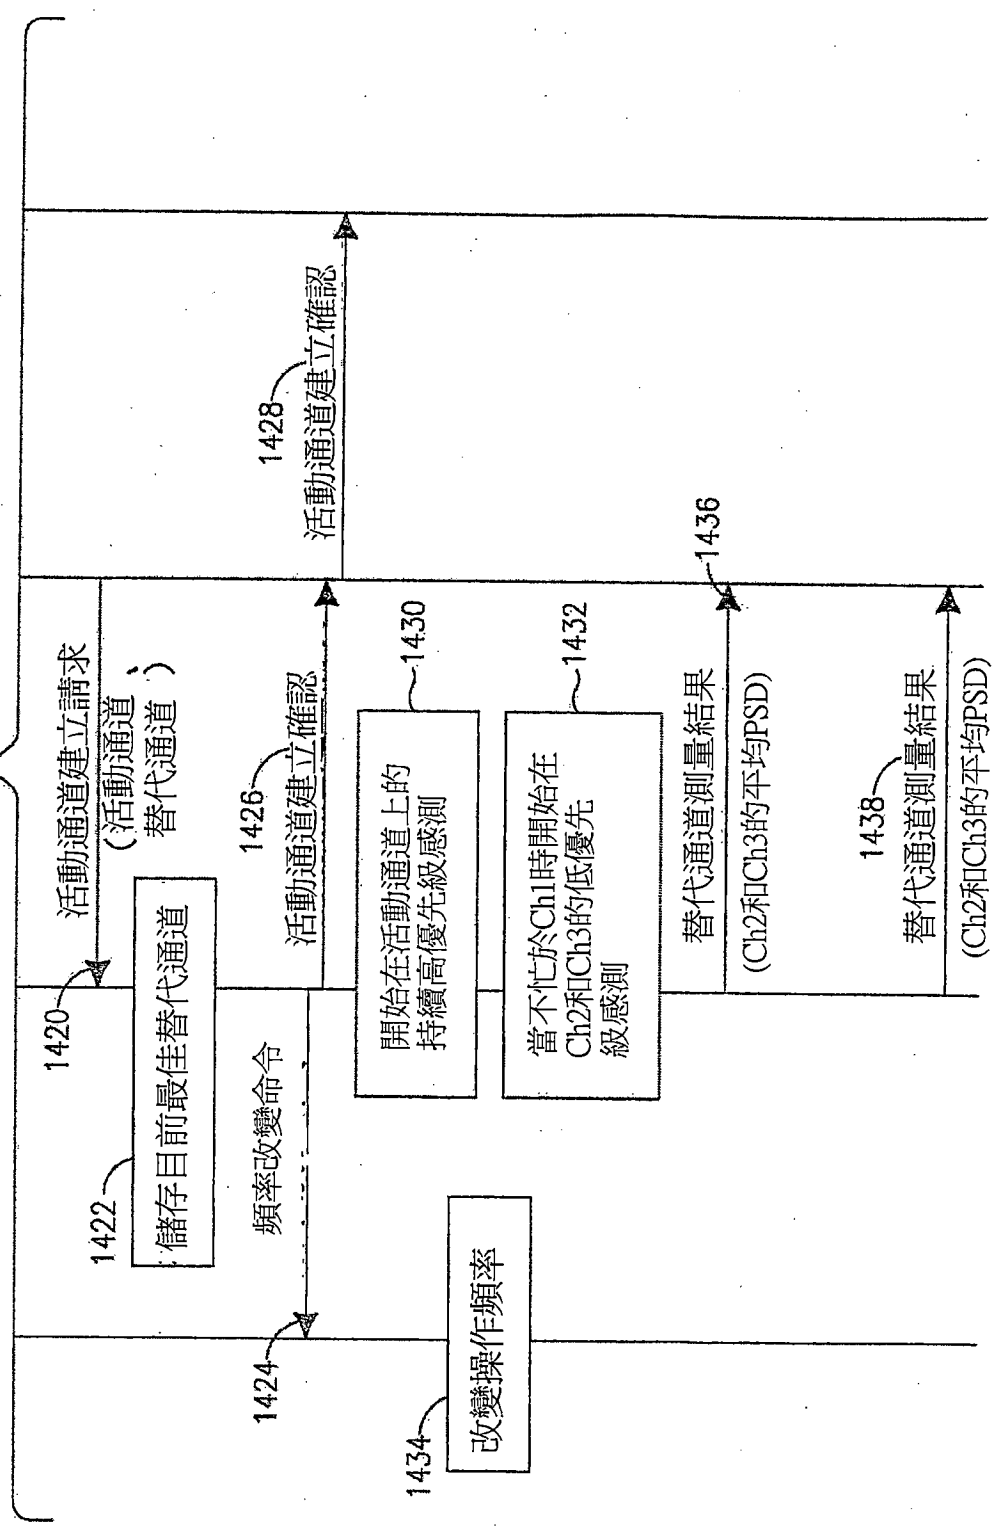 1420
活動通道建立請求
(活動通道、
替代通道)
1422
儲存目前最佳替代通道
1424
頻率改變命令
1426
活動通道建立確認
1428
活動通道建立確認
1430
開始在活動通道上的
持續高優先級感測
1434
改變操作頻率
1432
當不忙於Ch1時開始在
Ch2和Ch3的低優先
級感測
1436
替代通道測量結果
(Ch2和Ch3的平均PSD)
1438
替代通道測量結果
(Ch2和Ch3的平均PSD)